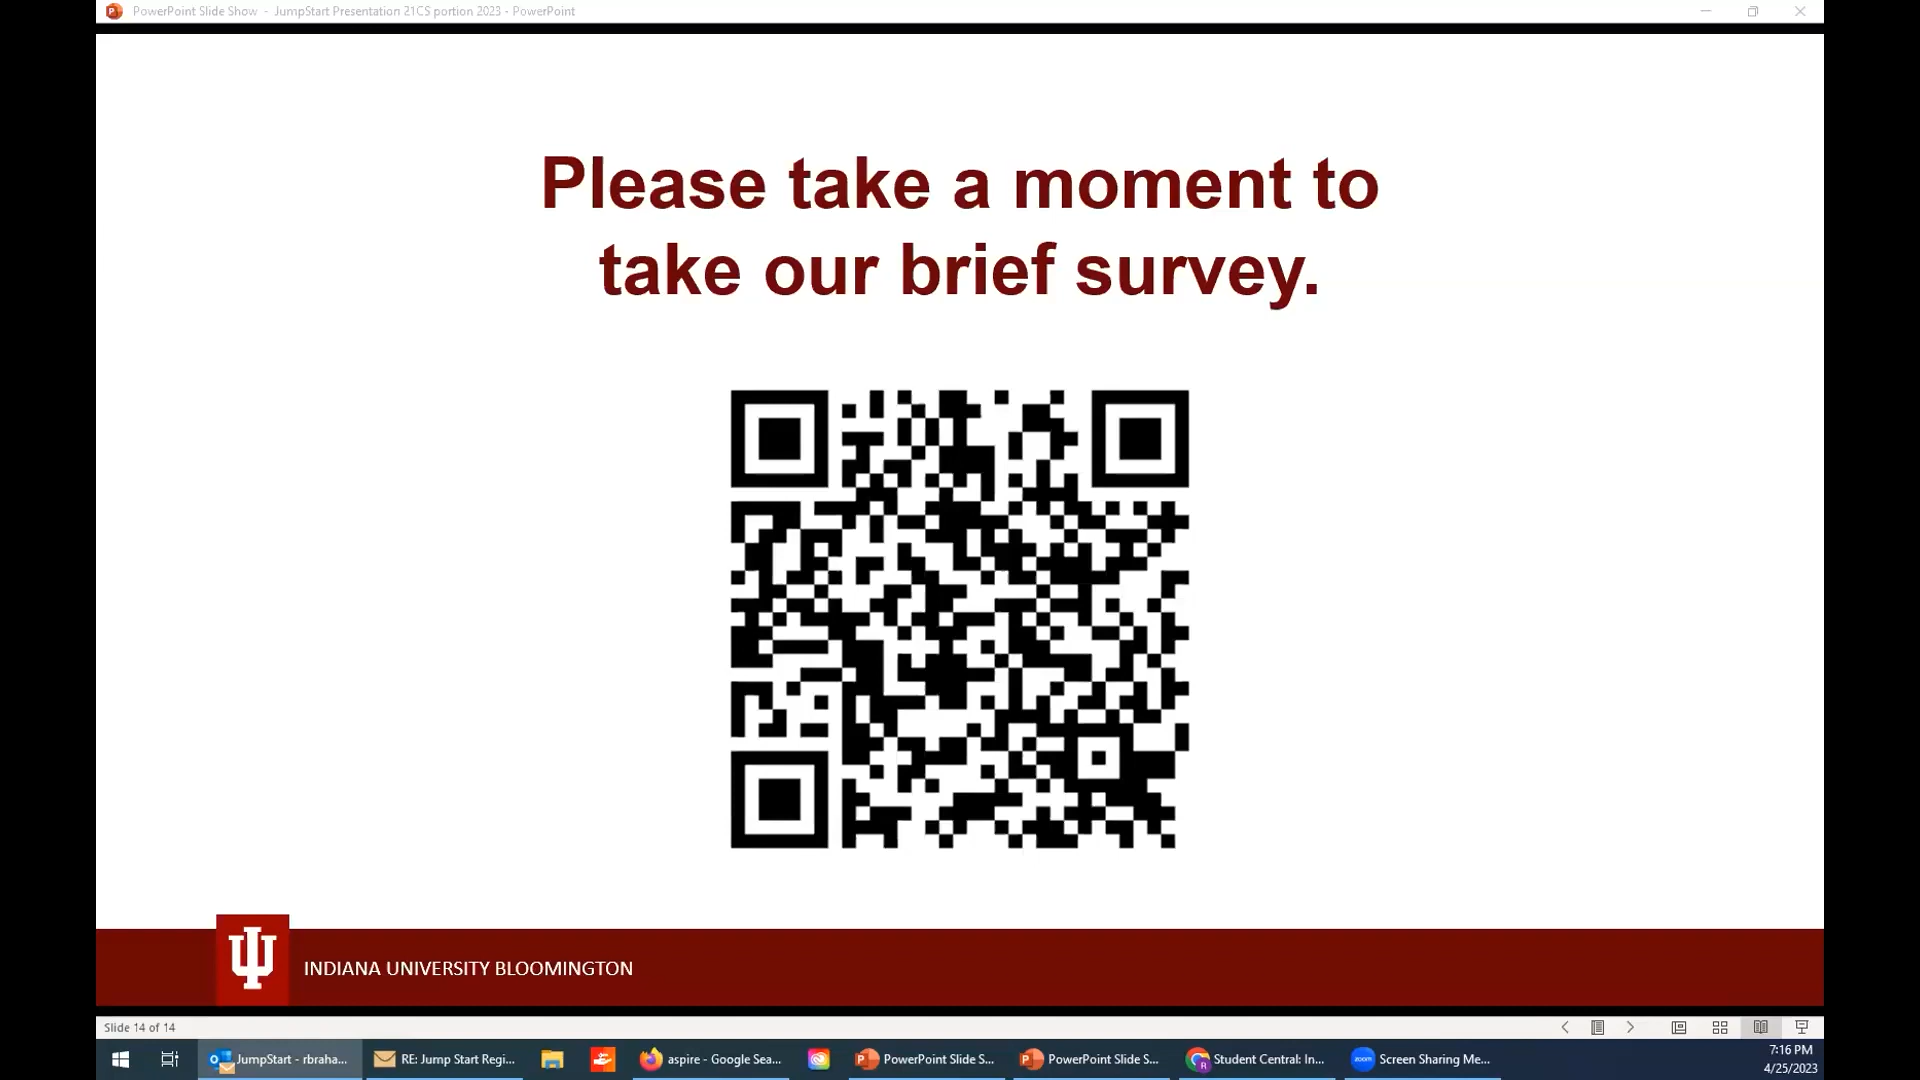 PowerPoint Slide Show - JumpStart Presentation 21CS portion 2023 - PowerPoint
Please take a moment to
take our brief survey.
INDIANA UNIVERSITY BLOOMINGTON
Slide 14 of 14
JumpStart - rbraha...
RE: Jump Start Regi...
aspire - Google Sea...
PowerPoint Slide S...
PowerPoint Slide S...
Student Central: In...
zoom
Screen Sharing Me...
7:16 PM
4/25/2023